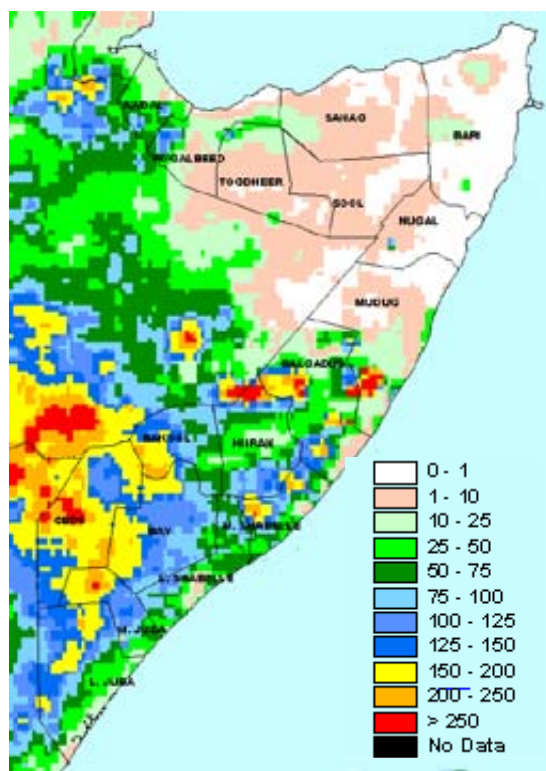 AWDAL
SANAG
BARI
TOGDHEER
SOOL
NUGAL
MUDUG
GALGADUD
HIIRAN
BAKOOL
GEDO
BAY
M. SHABELLE
L. SHABELLE
M. JUBA
L. JUBA
0 - 1
1 - 10
10 - 25
25 - 50
50 - 75
75 - 100
100 - 125
125 - 150
150 - 200
200 - 250
> 250
No Data